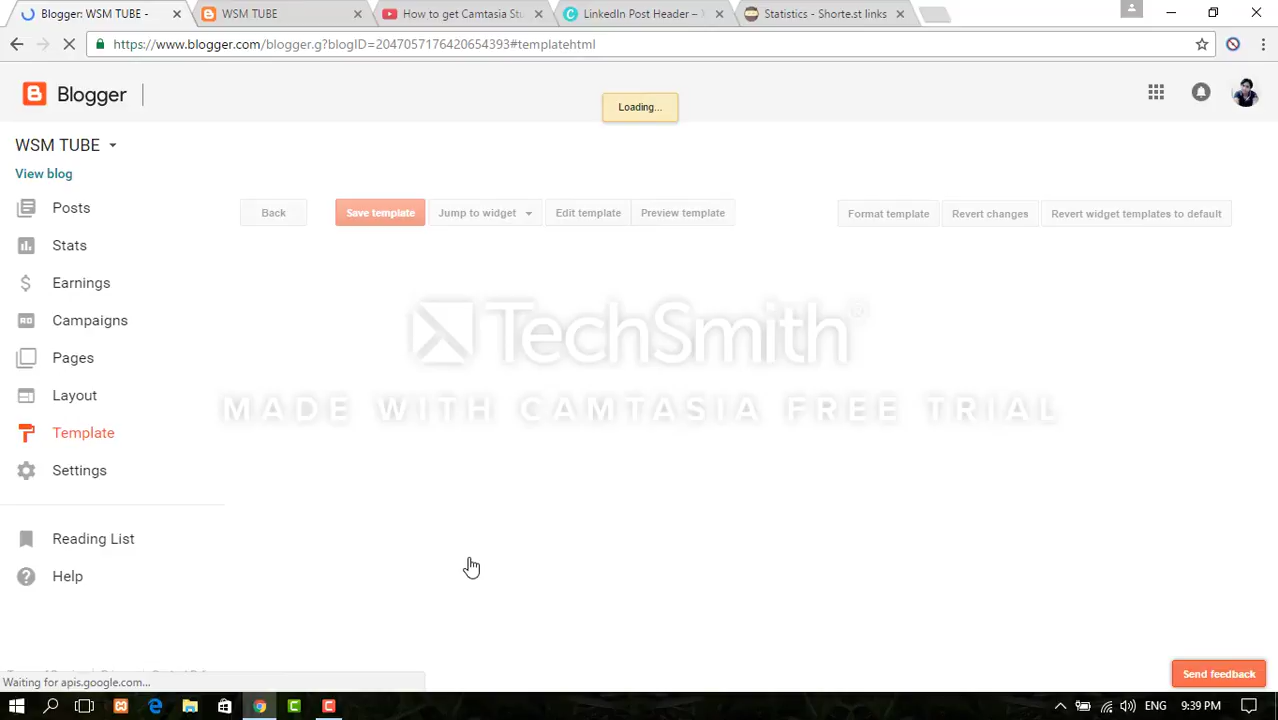 Blogger: WSM TUBE -
WSM TUBE
How to get Camtasia Stu
LinkedIn Post Header –
Statistics - Shorte.st links
https://www.blogger.com/blogger.g?blogID=2047057176420654393#templatehtml
Blogger
Loading...
WSM TUBE
View blog
Posts
Back
Save template
Jump to widget
Edit template
Preview template
Format template
Revert changes
Revert widget templates to default
Stats
Earnings
Campaigns
Pages
Layout
Template
Settings
Reading List
Help
TechSmith®
MADE WITH CAMTASIA FREE TRIAL
Send feedback
Waiting for apis.google.com...
ENG
9:39 PM